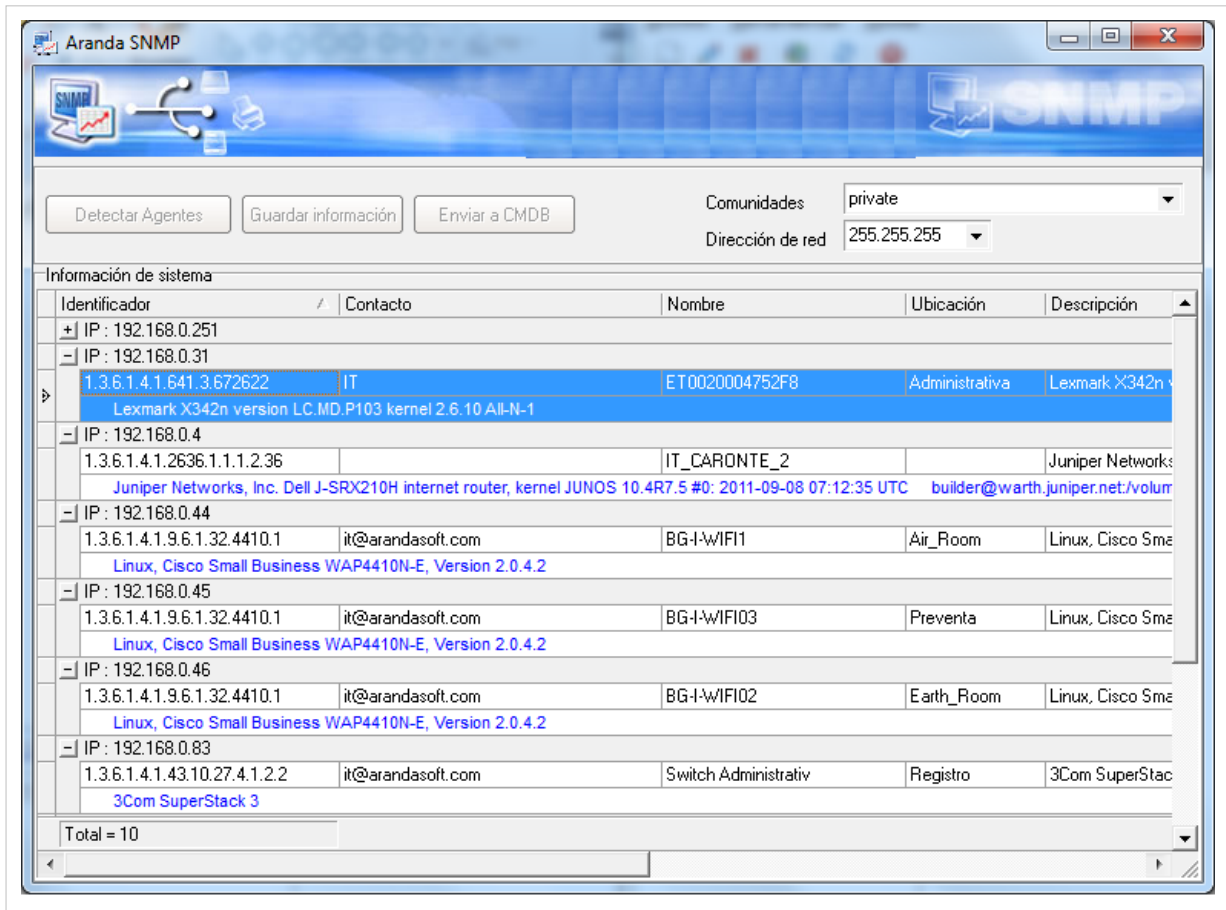 Aranda SNMP
SNMP
SNMP
Detectar Agentes Guardar información Enviar a CMDB
Comunidades private
Dirección de red 255.255.255
Información de sistema
Identificador Contacto Nombre Ubicación Descripción
IP : 192.168.0.251
IP : 192.168.0.31
1.3.6.1.4.1.641.3.672622 IT ET0020004752F8 Administrativa Lexmark X342n v
Lexmark X342n version LC.MD.P103 kernel 2.6.10 All-N-1
IP : 192.168.0.4
1.3.6.1.4.1.2636.1.1.1.2.36 IT_CARONTE_2 Juniper Networks
Juniper Networks, Inc. Dell J-SRX210H internet router, kernel JUNOS 10.4R7.5 #0: 2011-09-08 07:12:35 UTC builder@warth.juniper.net:/volum
IP : 192.168.0.44
1.3.6.1.4.1.9.6.1.32.4410.1 it@arandasoft.com BG-I-WIFI1 Air_Room Linux, Cisco Sma
Linux, Cisco Small Business WAP4410N-E, Version 2.0.4.2
IP : 192.168.0.45
1.3.6.1.4.1.9.6.1.32.4410.1 it@arandasoft.com BG-I-WIFI03 Preventa Linux, Cisco Sma
Linux, Cisco Small Business WAP4410N-E, Version 2.0.4.2
IP : 192.168.0.46
1.3.6.1.4.1.9.6.1.32.4410.1 it@arandasoft.com BG-I-WIFI02 Earth_Room Linux, Cisco Sma
Linux, Cisco Small Business WAP4410N-E, Version 2.0.4.2
IP : 192.168.0.83
1.3.6.1.4.1.43.10.27.4.1.2.2 it@arandasoft.com Switch Administrativ Registro 3Com SuperStac
3Com SuperStack 3
Total = 10